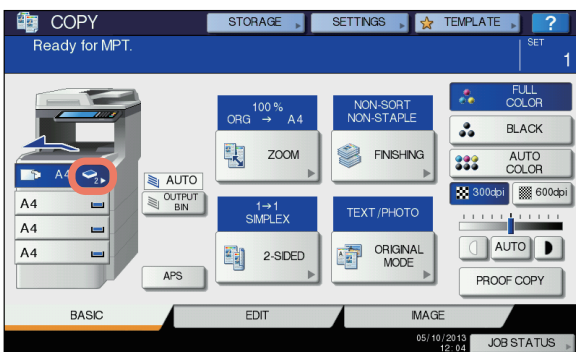 COPY
STORAGE
SETTINGS
TEMPLATE
?
Ready for MPT.
SET
1
100 %
ORG → A4
ZOOM
NON-SORT
NON-STAPLE
FINISHING
FULL
COLOR
BLACK
AUTO
COLOR
300dpi
600dpi
A4
2
A4
A4
A4
AUTO
OUTPUT
BIN
APS
1→1
SIMPLEX
2-SIDED
TEXT/PHOTO
ORIGINAL
MODE
AUTO
PROOF COPY
BASIC
EDIT
IMAGE
05/10/2013
12:04
JOB STATUS